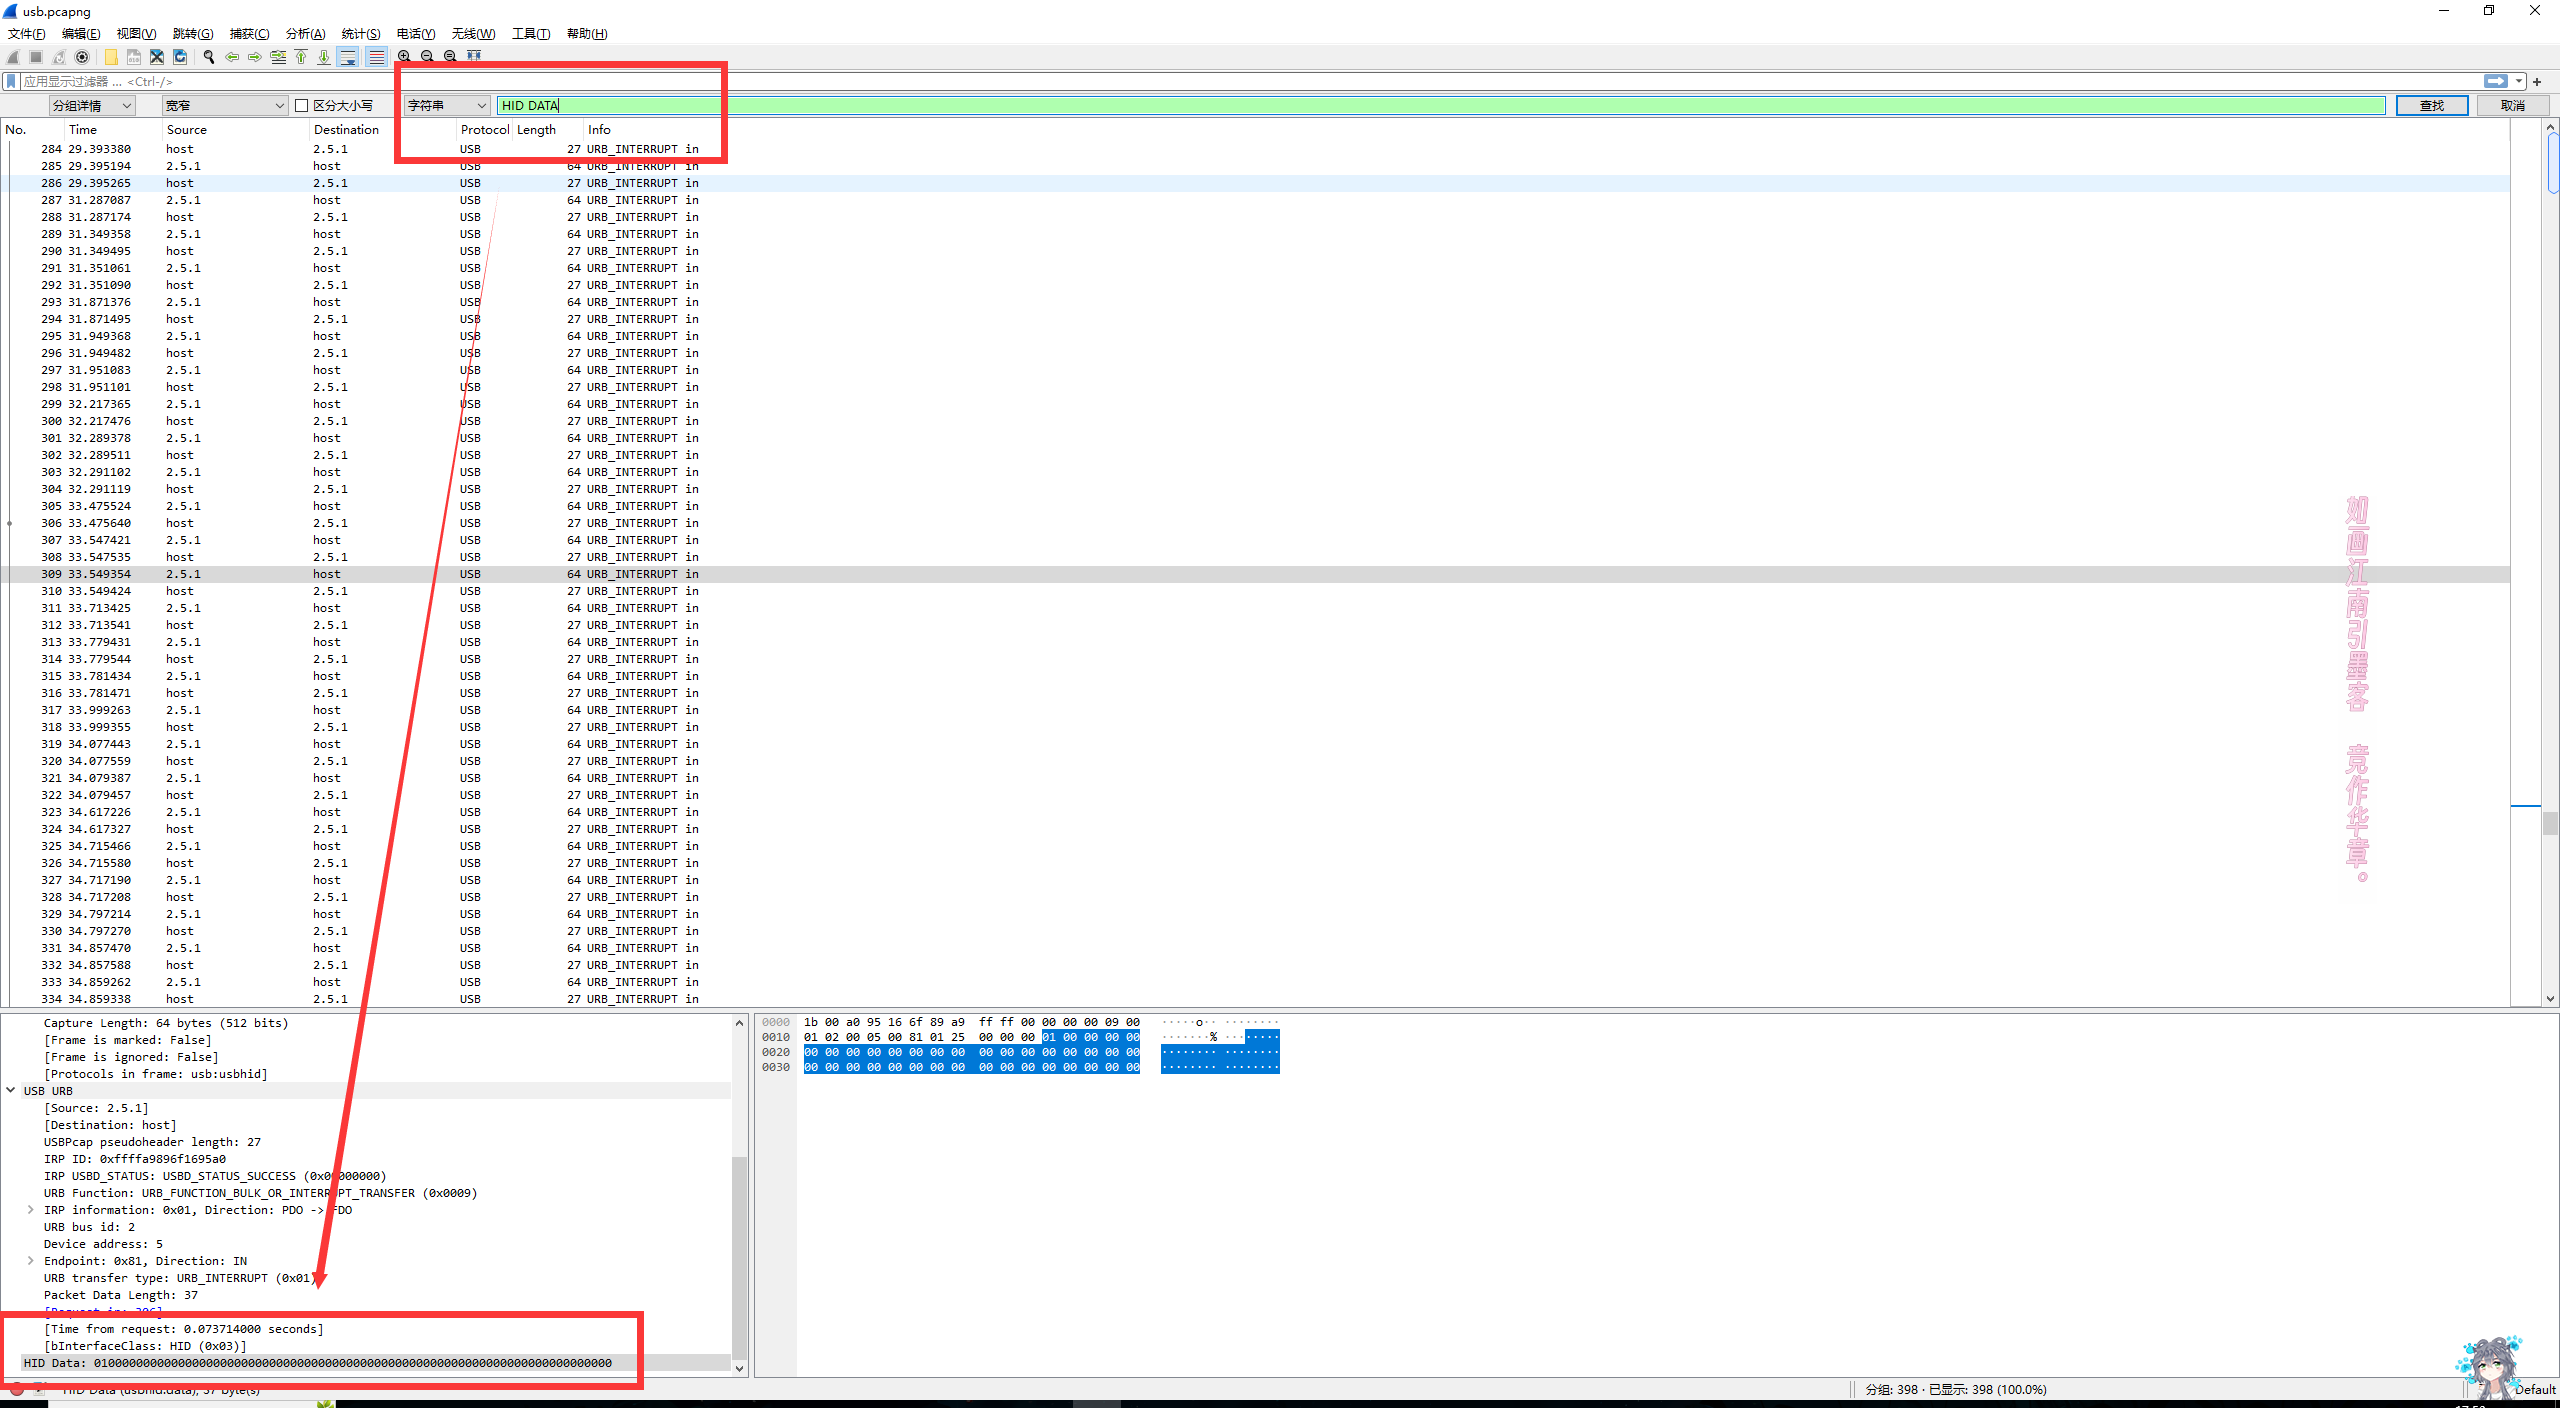 usb.pcapng
文件(F) 编辑(E) 视图(V) 跳转(G) 捕获(C) 分析(A) 统计(S) 电话(Y) 无线(W) 工具(T) 帮助(H)
应用显示过滤器 … <Ctrl-/>
分组详情 宽窄 区分大小写 字符串 HID DATA 查找 取消
No. Time Source Destination Protocol Length Info
284 29.393380 host 2.5.1 USB 27 URB_INTERRUPT in
285 29.395194 2.5.1 host USB 64 URB_INTERRUPT in
286 29.395265 host 2.5.1 USB 27 URB_INTERRUPT in
287 31.287087 2.5.1 host USB 64 URB_INTERRUPT in
288 31.287174 host 2.5.1 USB 27 URB_INTERRUPT in
289 31.349358 2.5.1 host USB 64 URB_INTERRUPT in
290 31.349495 host 2.5.1 USB 27 URB_INTERRUPT in
291 31.351061 2.5.1 host USB 64 URB_INTERRUPT in
292 31.351090 host 2.5.1 USB 27 URB_INTERRUPT in
293 31.871376 2.5.1 host USB 64 URB_INTERRUPT in
294 31.871495 host 2.5.1 USB 27 URB_INTERRUPT in
295 31.949368 2.5.1 host USB 64 URB_INTERRUPT in
296 31.949482 host 2.5.1 USB 27 URB_INTERRUPT in
297 31.951083 2.5.1 host USB 64 URB_INTERRUPT in
298 31.951101 host 2.5.1 USB 27 URB_INTERRUPT in
299 32.217365 2.5.1 host USB 64 URB_INTERRUPT in
300 32.217476 host 2.5.1 USB 27 URB_INTERRUPT in
301 32.289378 2.5.1 host USB 64 URB_INTERRUPT in
302 32.289511 host 2.5.1 USB 27 URB_INTERRUPT in
303 32.291102 2.5.1 host USB 64 URB_INTERRUPT in
304 32.291119 host 2.5.1 USB 27 URB_INTERRUPT in
305 33.475524 2.5.1 host USB 64 URB_INTERRUPT in
306 33.475640 host 2.5.1 USB 27 URB_INTERRUPT in
307 33.547421 2.5.1 host USB 64 URB_INTERRUPT in
308 33.547535 host 2.5.1 USB 27 URB_INTERRUPT in
309 33.549354 2.5.1 host USB 64 URB_INTERRUPT in
310 33.549424 host 2.5.1 USB 27 URB_INTERRUPT in
311 33.713425 2.5.1 host USB 64 URB_INTERRUPT in
312 33.713541 host 2.5.1 USB 27 URB_INTERRUPT in
313 33.779431 2.5.1 host USB 64 URB_INTERRUPT in
314 33.779544 host 2.5.1 USB 27 URB_INTERRUPT in
315 33.781434 2.5.1 host USB 64 URB_INTERRUPT in
316 33.781471 host 2.5.1 USB 27 URB_INTERRUPT in
317 33.999263 2.5.1 host USB 64 URB_INTERRUPT in
318 33.999355 host 2.5.1 USB 27 URB_INTERRUPT in
319 34.077443 2.5.1 host USB 64 URB_INTERRUPT in
320 34.077559 host 2.5.1 USB 27 URB_INTERRUPT in
321 34.079387 2.5.1 host USB 64 URB_INTERRUPT in
322 34.079457 host 2.5.1 USB 27 URB_INTERRUPT in
323 34.617226 2.5.1 host USB 64 URB_INTERRUPT in
324 34.617327 host 2.5.1 USB 27 URB_INTERRUPT in
325 34.715466 2.5.1 host USB 64 URB_INTERRUPT in
326 34.715580 host 2.5.1 USB 27 URB_INTERRUPT in
327 34.717190 2.5.1 host USB 64 URB_INTERRUPT in
328 34.717208 host 2.5.1 USB 27 URB_INTERRUPT in
329 34.797214 2.5.1 host USB 64 URB_INTERRUPT in
330 34.797270 host 2.5.1 USB 27 URB_INTERRUPT in
331 34.857470 2.5.1 host USB 64 URB_INTERRUPT in
332 34.857588 host 2.5.1 USB 27 URB_INTERRUPT in
333 34.859262 2.5.1 host USB 64 URB_INTERRUPT in
334 34.859338 host 2.5.1 USB 27 URB_INTERRUPT in
如画江南引墨客 竞作华章。
Capture Length: 64 bytes (512 bits)
[Frame is marked: False]
[Frame is ignored: False]
[Protocols in frame: usb:usbhid]
USB URB
[Source: 2.5.1]
[Destination: host]
USBPcap pseudoheader length: 27
IRP ID: 0xffffa9896f1695a0
IRP USBD_STATUS: USBD_STATUS_SUCCESS (0x00000000)
URB Function: URB_FUNCTION_BULK_OR_INTERRUPT_TRANSFER (0x0009)
IRP information: 0x01, Direction: PDO -> FDO
URB bus id: 2
Device address: 5
Endpoint: 0x81, Direction: IN
URB transfer type: URB_INTERRUPT (0x01)
Packet Data Length: 37
[Request in: 306]
[Time from request: 0.073714000 seconds]
[bInterfaceClass: HID (0x03)]
HID Data: 01000000000000000000000000000000000000000000000000000000000000000000000000
0000 1b 00 a0 95 16 6f 89 a9 ff ff 00 00 00 00 09 00 ·····o·· ········
0010 01 02 00 05 00 81 01 25 00 00 00 01 00 00 00 00 ·······% ········
0020 00 00 00 00 00 00 00 00 00 00 00 00 00 00 00 00 ········ ········
0030 00 00 00 00 00 00 00 00 00 00 00 00 00 00 00 00 ········ ········
HID Data (usbhid.data), 37 byte(s) 分组: 398 · 已显示: 398 (100.0%) Default